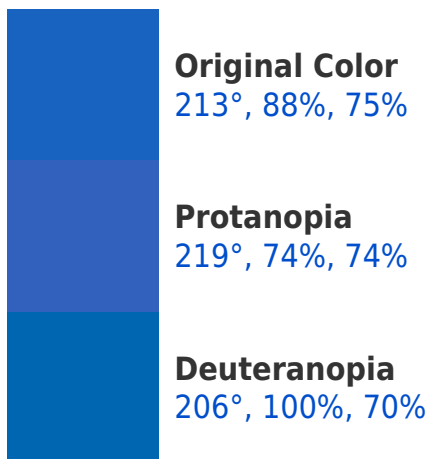 Original Color
213°, 88%, 75%
Protanopia
219°, 74%, 74%
Deuteranopia
206°, 100%, 70%